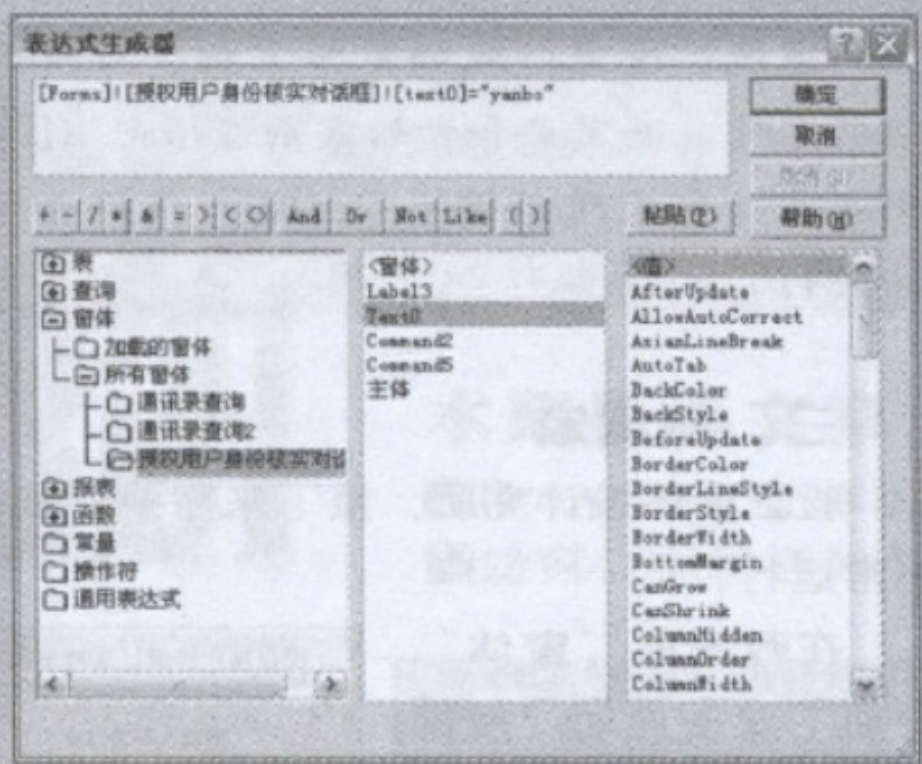 表达式生成器
[Forms]![授权用户身份核实对话框]![text0]="yanbo"
确定
取消
粘贴(P)
帮助(H)
+ - / * & = > < <> And Or Not Like ( )
表
查询
窗体
加载的窗体
所有窗体
通讯录查询
通讯录查询2
授权用户身份核实对话
报表
函数
常量
操作符
通用表达式
<窗体>
Label3
Text0
Command2
Command5
主体
<值>
AfterUpdate
AllowAutoCorrect
AsianLineBreak
AutoTab
BackColor
BackStyle
BeforeUpdate
BorderColor
BorderLineStyle
BorderStyle
BorderWidth
BottomMargin
CanGrow
CanShrink
ColumnHidden
ColumnOrder
ColumnWidth